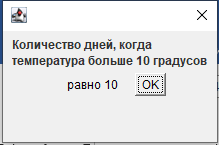 Количество дней, когда
температура больше 10 градусов
равно 10
OK